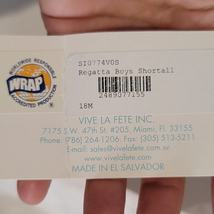 WORLDWIDE RESPONSIBLE
WRAP
ACCREDITED PRODUCTION
SI0774V0S
Regatta Boys Shortall
2489077155
18M
VIVE LA FETE INC.
7175 S.W. 47th St. #205, Miami, Fl. 33155
Phone: (786) 264-1206 Fax: (305) 513-5211
E-mail: sales@vivelafete.com
www.vivelafete.com
MADE IN EL SALVADOR